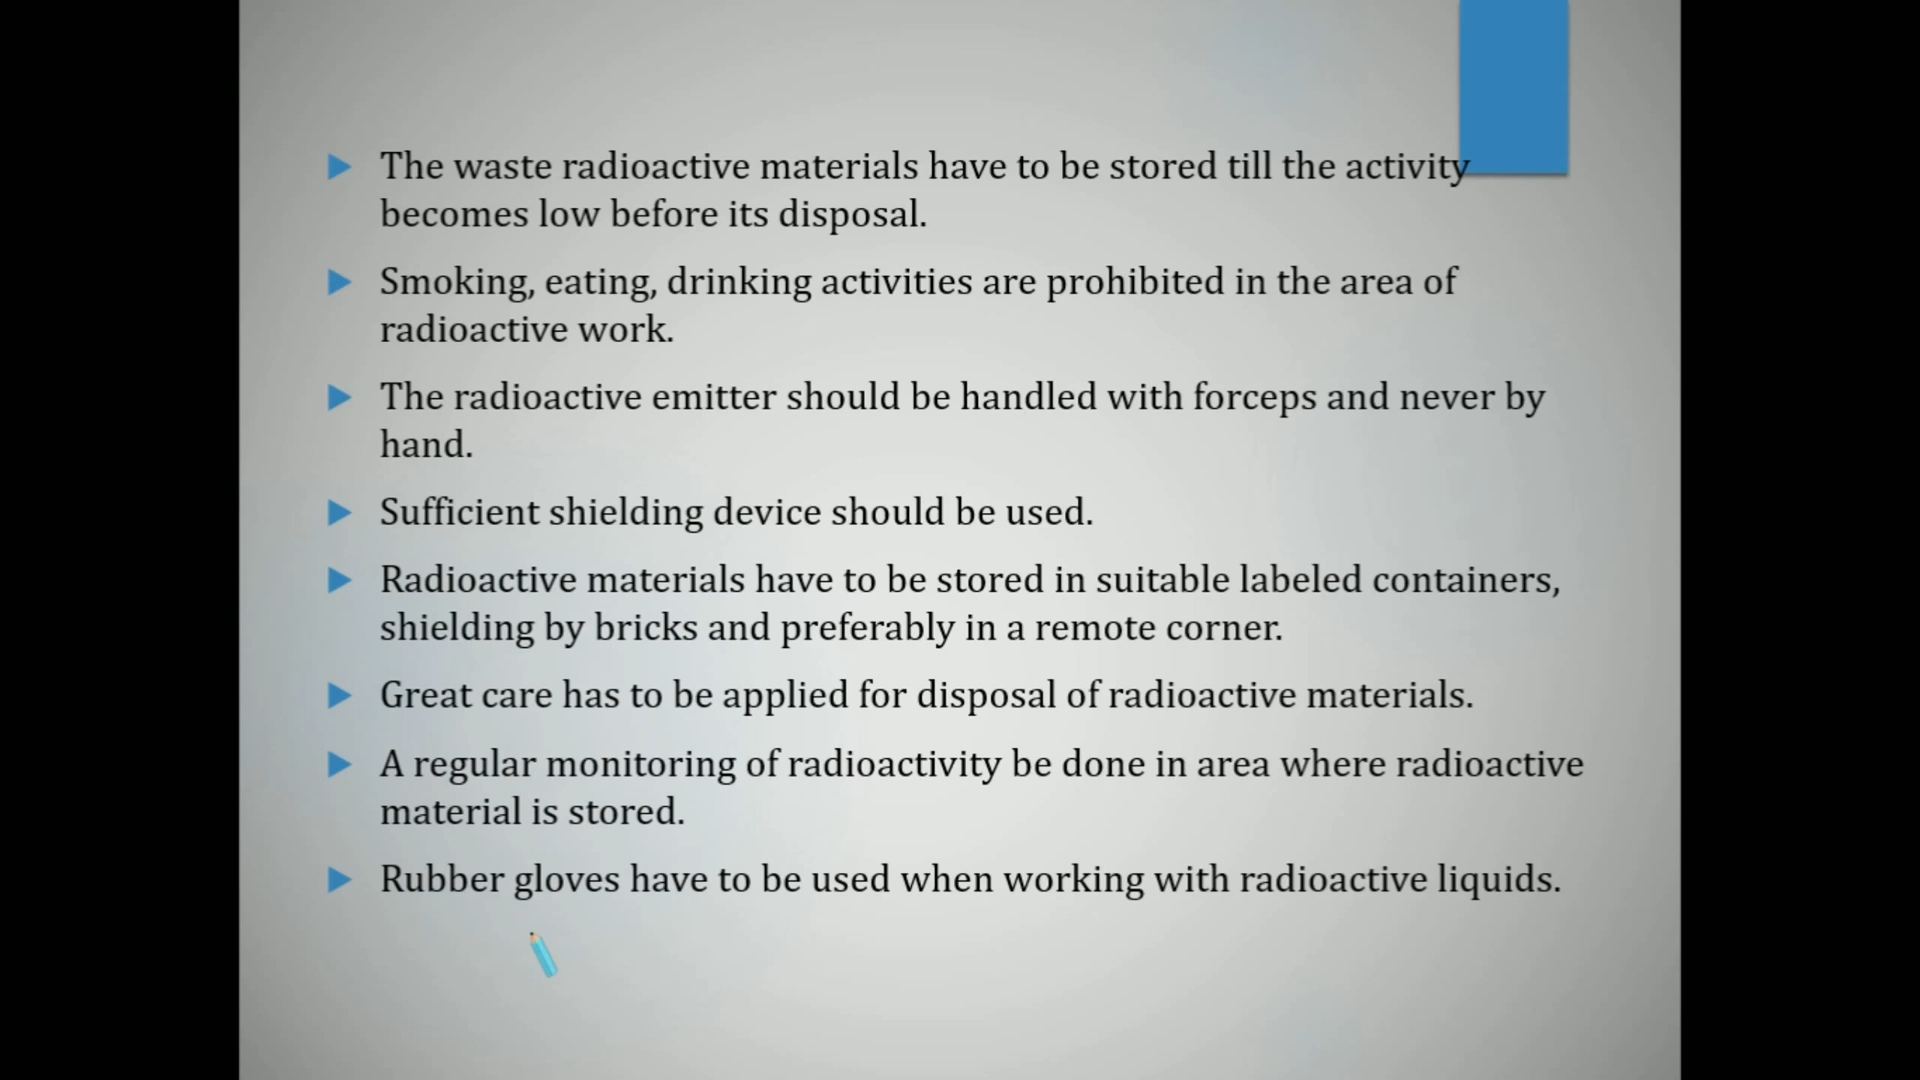 The waste radioactive materials have to be stored till the activity
becomes low before its disposal.
Smoking, eating, drinking activities are prohibited in the area of
radioactive work.
The radioactive emitter should be handled with forceps and never by
hand.
Sufficient shielding device should be used.
Radioactive materials have to be stored in suitable labeled containers,
shielding by bricks and preferably in a remote corner.
Great care has to be applied for disposal of radioactive materials.
A regular monitoring of radioactivity be done in area where radioactive
material is stored.
Rubber gloves have to be used when working with radioactive liquids.